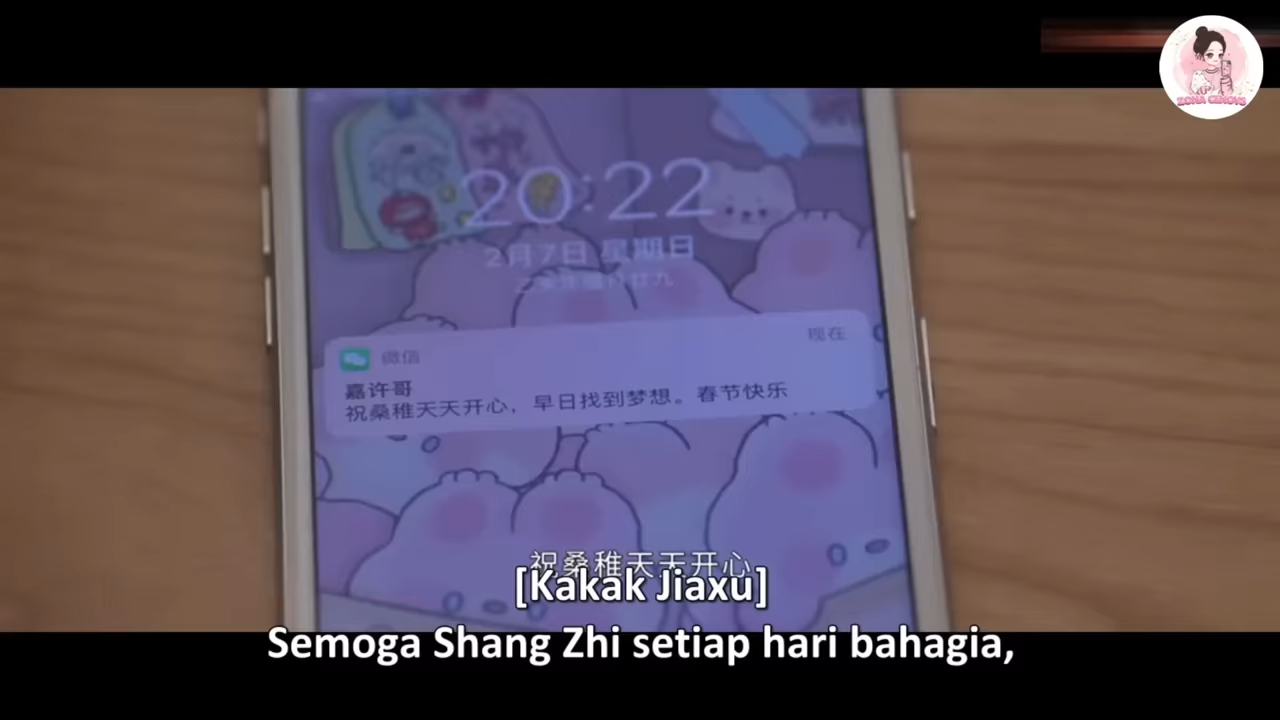 ZONA CINOVS
20:22
2月7日 星期日
现在
微信
嘉许哥
祝桑稚天天开心，早日找到梦想。春节快乐
祝桑稚天天开心
[Kakak Jiaxu]
Semoga Shang Zhi setiap hari bahagia,